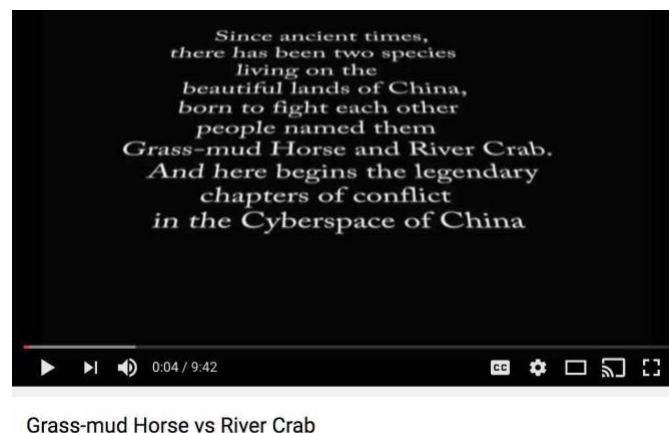 Since ancient times,
there has been two species
living on the
beautiful lands of China,
born to fight each other
people named them
Grass-mud Horse and River Crab.
And here begins the legendary
chapters of conflict
in the Cyberspace of China
0:04 / 9:42
CC
Grass-mud Horse vs River Crab